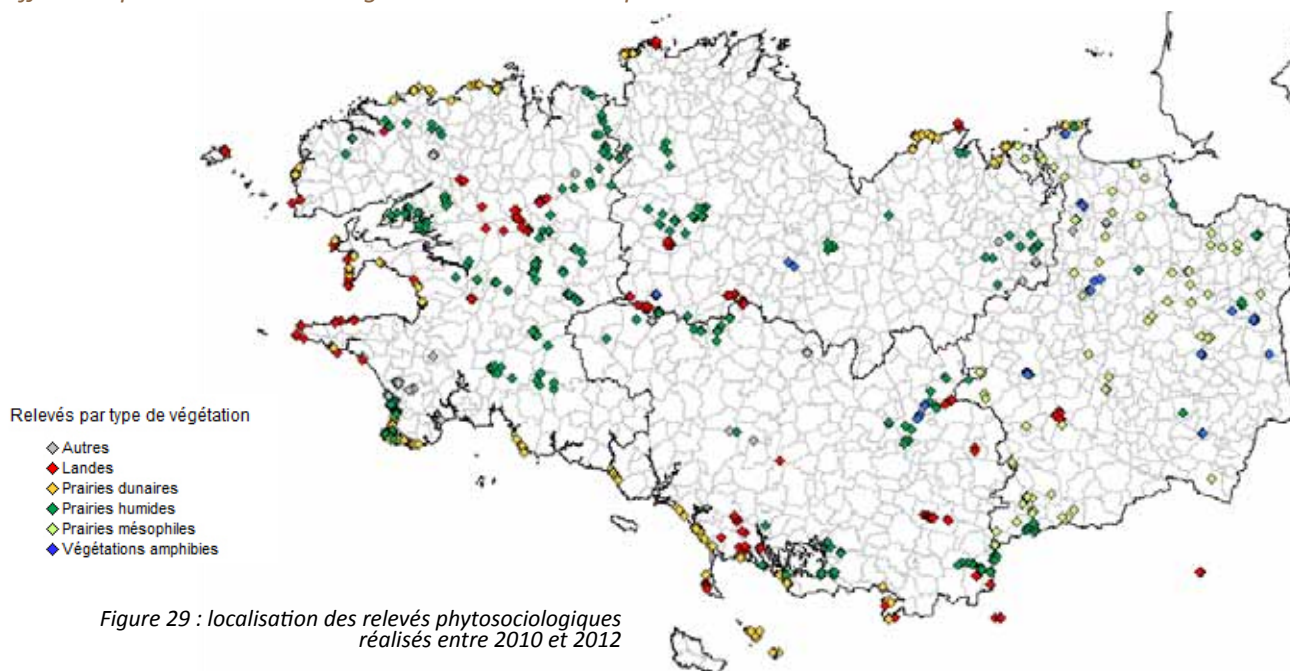 Relevés par type de végétation
Autres
Landes
Prairies dunaires
Prairies humides
Prairies mésophiles
Végétations amphibies
Figure 29 : localisation des relevés phytosociologiques
réalisés entre 2010 et 2012